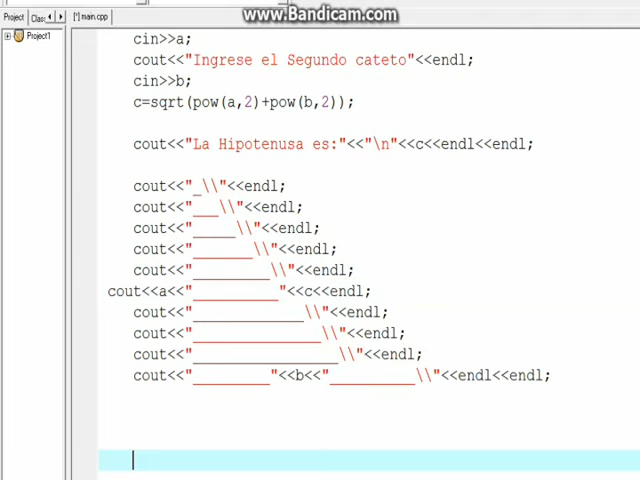 www.Bandicam.com
Project Class
[*] main.cpp
Project1
cin>>a;
cout<<"Ingrese el Segundo cateto"<<endl;
cin>>b;
c=sqrt(pow(a,2)+pow(b,2));
cout<<"La Hipotenusa es:"<<"\n"<<c<<endl<<endl;
cout<<"_\\"<<endl;
cout<<"___\\"<<endl;
cout<<"_____\\"<<endl;
cout<<"_______\\"<<endl;
cout<<"_________\\"<<endl;
cout<<a<<"__________"<<c<<endl;
cout<<"_____________\\"<<endl;
cout<<"_______________\\"<<endl;
cout<<"_________________\\"<<endl;
cout<<"_________"<<b<<"__________\\"<<endl<<endl;